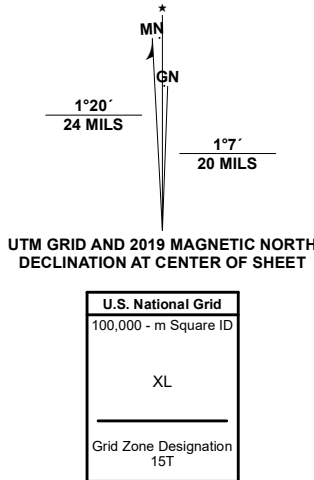 MN
GN
1°20´
24 MILS
1°7´
20 MILS
UTM GRID AND 2019 MAGNETIC NORTH
DECLINATION AT CENTER OF SHEET
U.S. National Grid
100,000 - m Square ID
XL
Grid Zone Designation
15T